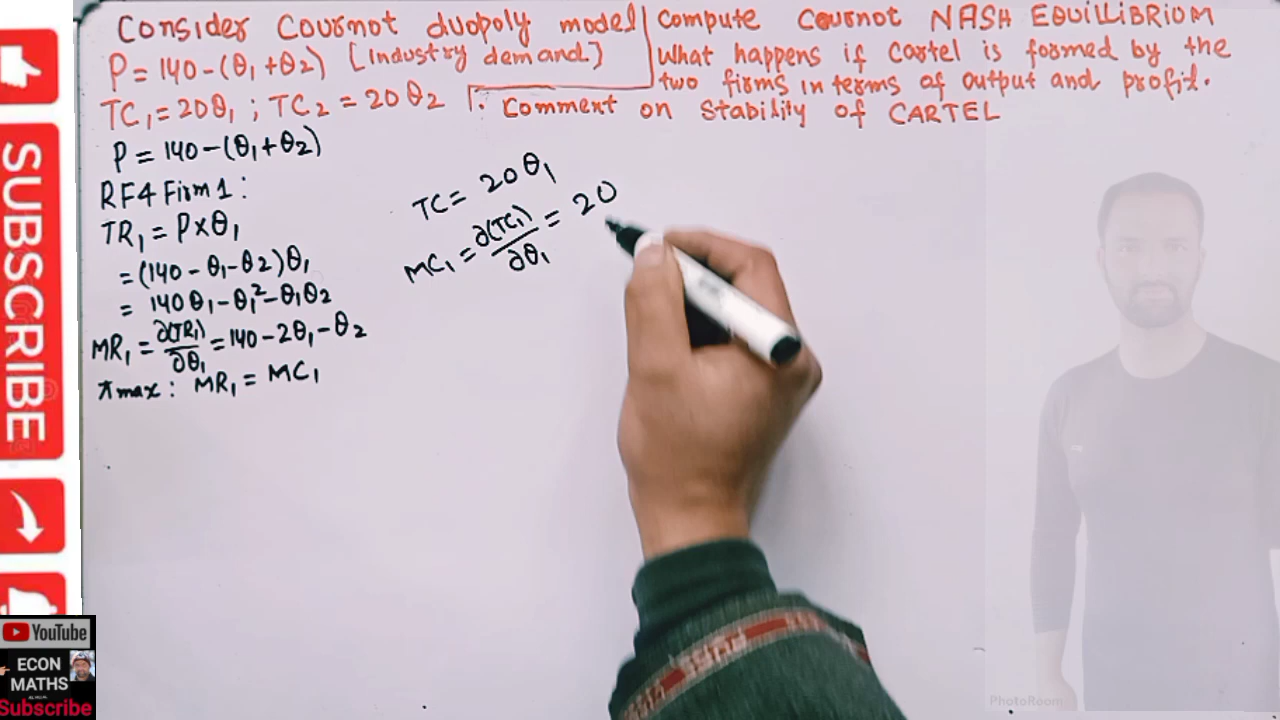 Consider Cournot duopoly model
P = 140 - (θ1 + θ2) [Industry demand]
TC1 = 20θ1 ; TC2 = 20θ2
Compute Cournot NASH EQUILLIBRIUM
What happens if Cartel is formed by the
two firms in terms of output and profit.
Comment on Stability of CARTEL
P = 140 - (θ1 + θ2)
RF4 Firm 1 :
TR1 = P × θ1
= (140 - θ1 - θ2) θ1
= 140θ1 - θ1² - θ1θ2
MR1 = ∂(TR1)/∂θ1 = 140 - 2θ1 - θ2
πmax : MR1 = MC1
TC = 20θ1
MC1 = ∂(TC1)/∂θ1 = 20
SUBSCRIBE
YouTube
ECON
MATHS
Subscribe
PhotoRoom